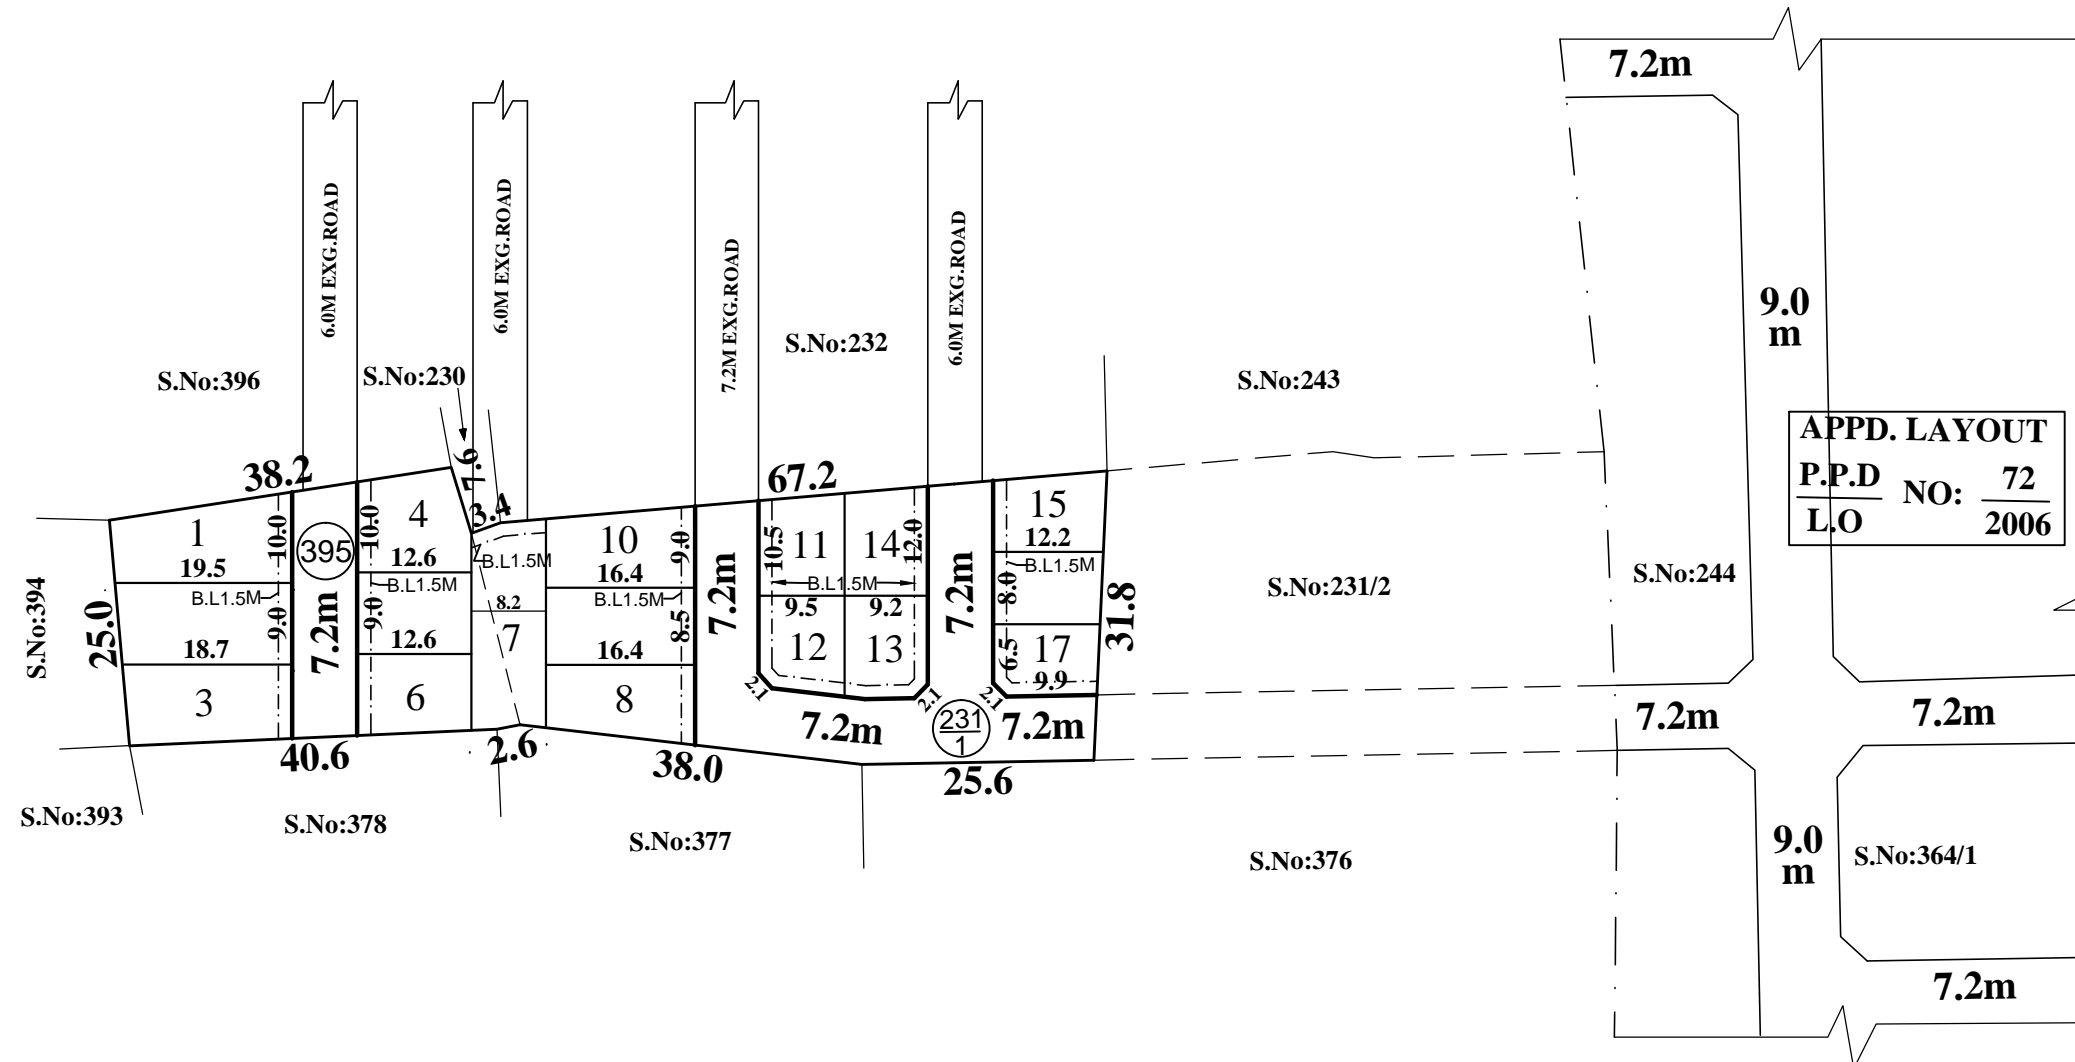 7.2m
6.0M EXG.ROAD
6.0M EXG.ROAD
7.2M EXG.ROAD
6.0M EXG.ROAD
9.0
m
S.No:232
S.No:396
S.No:230
S.No:243
APPD. LAYOUT
P.P.D
L.O
NO:
72
2006
38.2
7.6
3.4
67.2
1
10.0
395
10.0
4
19.5
12.6
B.L1.5M
B.L1.5M
B.L1.5M
9.0
9.0
7.2m
18.7
12.6
3
6
8.2
7
10
9.0
16.4
B.L1.5M
8.5
16.4
8
7.2m
10.5
11
14
12.0
B.L1.5M
9.5
9.2
12
13
2.1
2.1
7.2m
15
12.2
B.L1.5M
8.0
6.5
17
9.9
2.1
31.8
S.No:394
25.0
S.No:231/2
S.No:244
7.2m
231
1
7.2m
7.2m
7.2m
40.6
2.6
38.0
25.6
S.No:393
S.No:378
S.No:377
S.No:376
9.0
m
S.No:364/1
7.2m